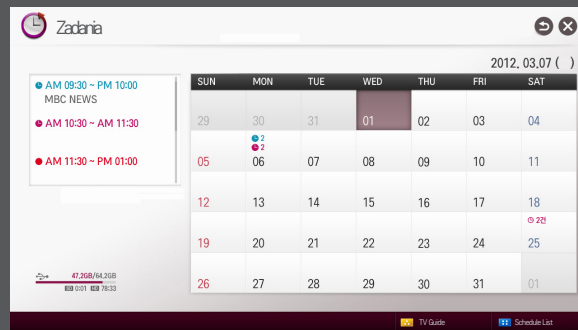 Zadania
2012. 03.07 ( )
AM 09:30 ~ PM 10:00
MBC NEWS
AM 10:30 ~ AM 11:30
AM 11:30 ~ PM 01:00
SUN MON TUE WED THU FRI SAT
29 30 31 01 02 03 04
2
2
05 06 07 08 09 10 11
12 13 14 15 16 17 18
2건
19 20 21 22 23 24 25
26 27 28 29 30 31 01
47.2GB/64.2GB
SD 0:01 HD 78:33
TV Guide
Schedule List